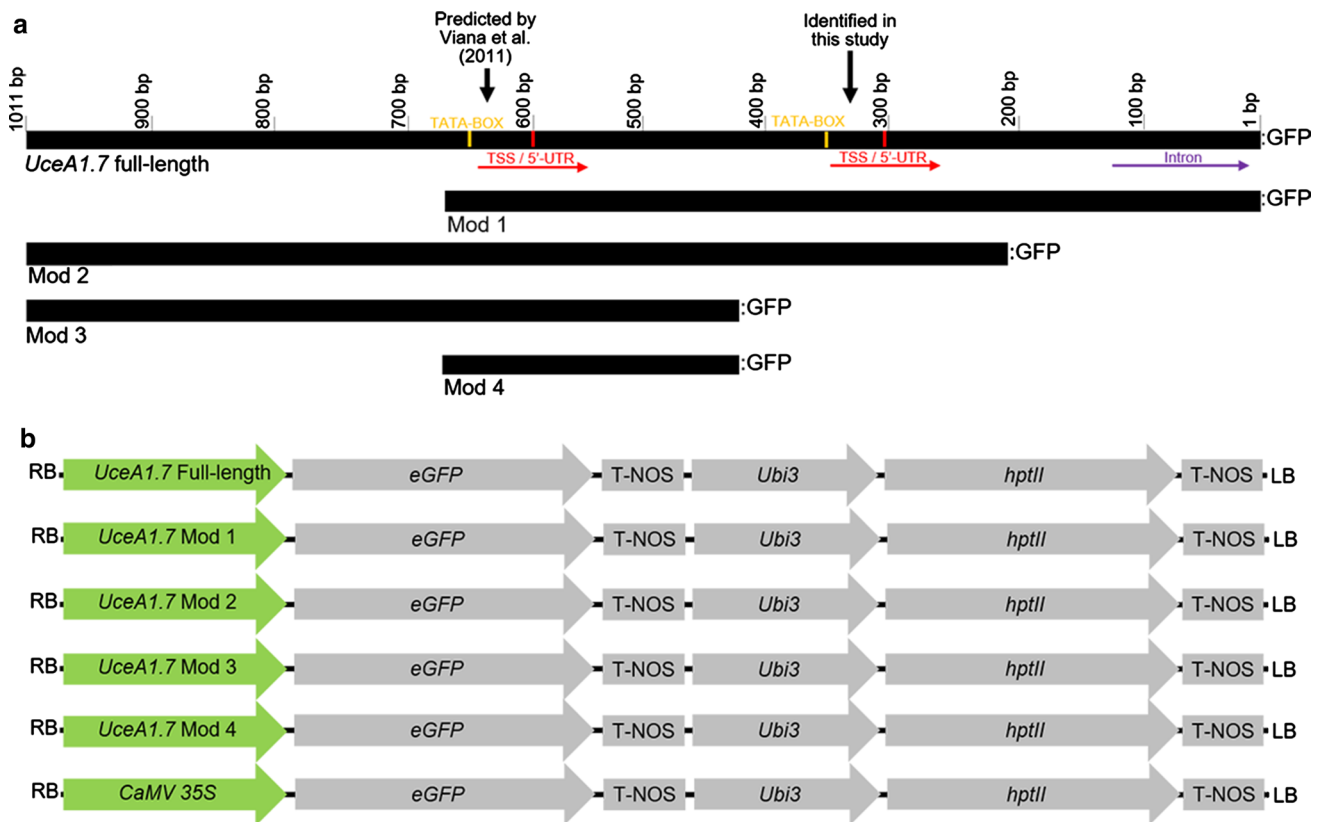 a
Predicted by
Viana et al.
(2011)
Identified in
this study
1011 bp
900 bp
800 bp
700 bp
600 bp
500 bp
400 bp
300 bp
200 bp
100 bp
1 bp
TATA-BOX
TATA-BOX
:GFP
UceA1.7 full-length
TSS / 5'-UTR
TSS / 5'-UTR
Intron
:GFP
Mod 1
:GFP
Mod 2
:GFP
Mod 3
:GFP
Mod 4
b
RB UceA1.7 Full-length eGFP T-NOS Ubi3 hptII T-NOS LB
RB UceA1.7 Mod 1 eGFP T-NOS Ubi3 hptII T-NOS LB
RB UceA1.7 Mod 2 eGFP T-NOS Ubi3 hptII T-NOS LB
RB UceA1.7 Mod 3 eGFP T-NOS Ubi3 hptII T-NOS LB
RB UceA1.7 Mod 4 eGFP T-NOS Ubi3 hptII T-NOS LB
RB CaMV 35S eGFP T-NOS Ubi3 hptII T-NOS LB